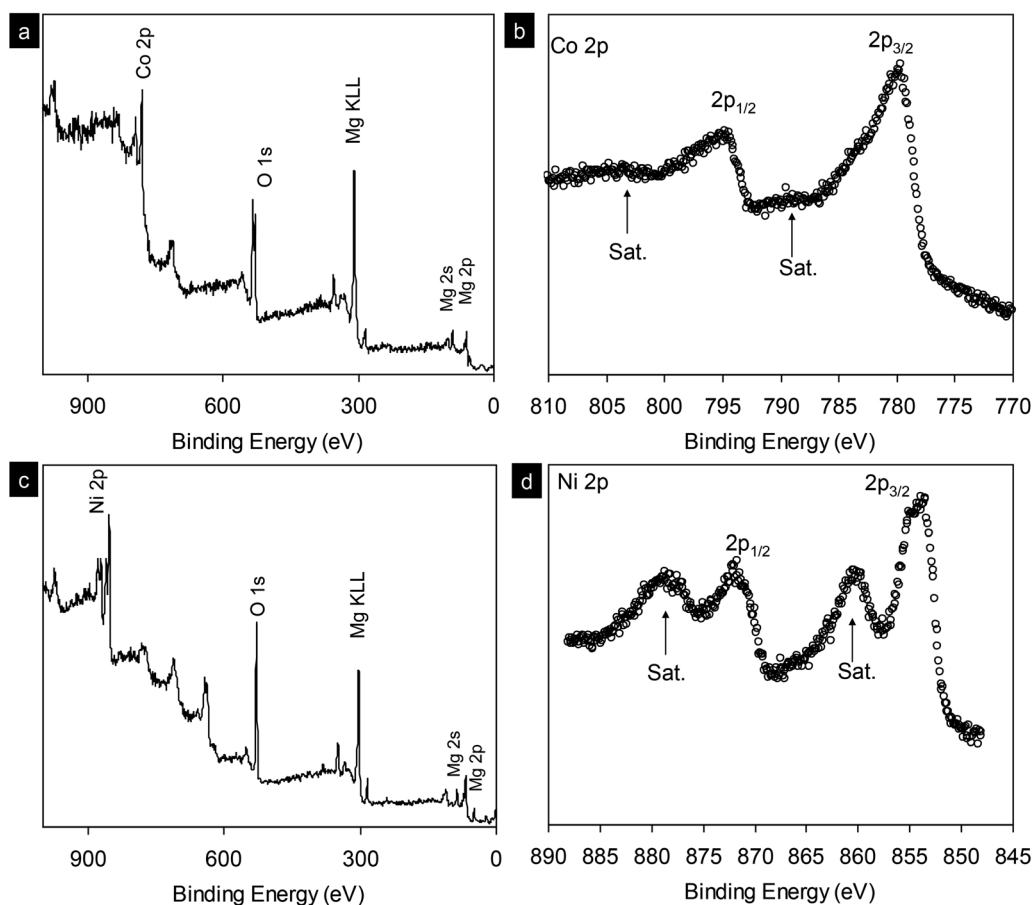 a
Co 2p
O 1s
Mg KLL
Mg 2s
Mg 2p
900 600 300 0
Binding Energy (eV)
b
Co 2p
2p3/2
2p1/2
Sat.
Sat.
810 805 800 795 790 785 780 775 770
Binding Energy (eV)
c
Ni 2p
O 1s
Mg KLL
Mg 2s
Mg 2p
900 600 300 0
Binding Energy (eV)
d
Ni 2p
2p3/2
2p1/2
Sat.
Sat.
890 885 880 875 870 865 860 855 850 845
Binding Energy (eV)